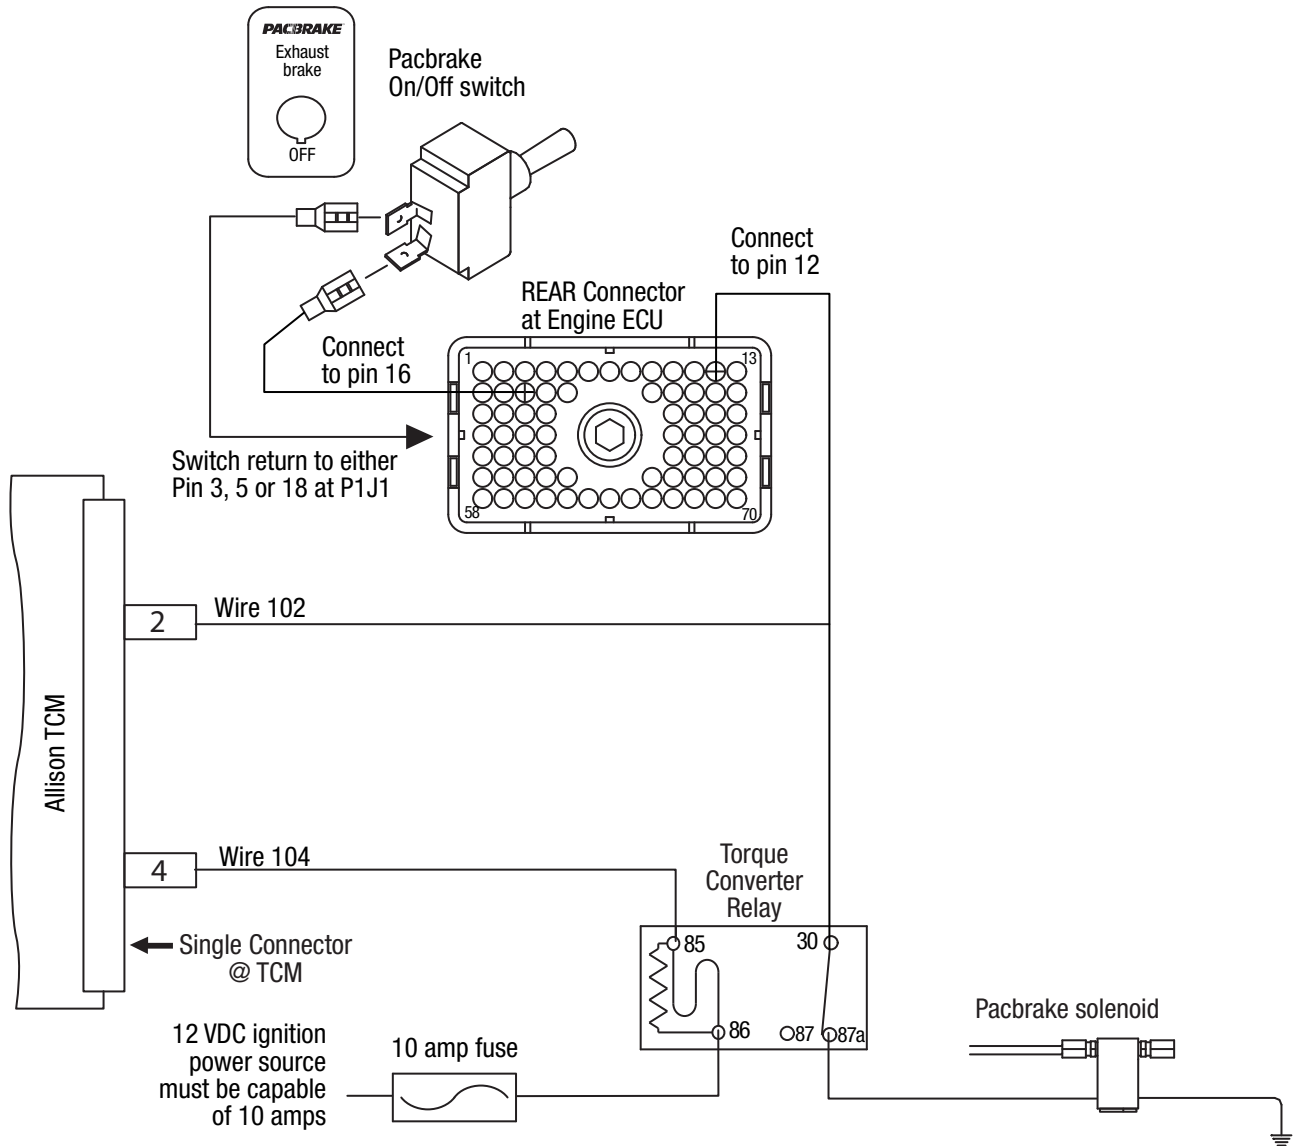 PACBRAKE
Exhaust
brake
OFF
Pacbrake
On/Off switch
Connect
to pin 12
REAR Connector
at Engine ECU
Connect
to pin 16
1
13
58
70
Switch return to either
Pin 3, 5 or 18 at P1J1
2
Wire 102
Allison TCM
4
Wire 104
Single Connector
@ TCM
Torque
Converter
Relay
85
30
86
87
87a
12 VDC ignition
power source
must be capable
of 10 amps
10 amp fuse
Pacbrake solenoid